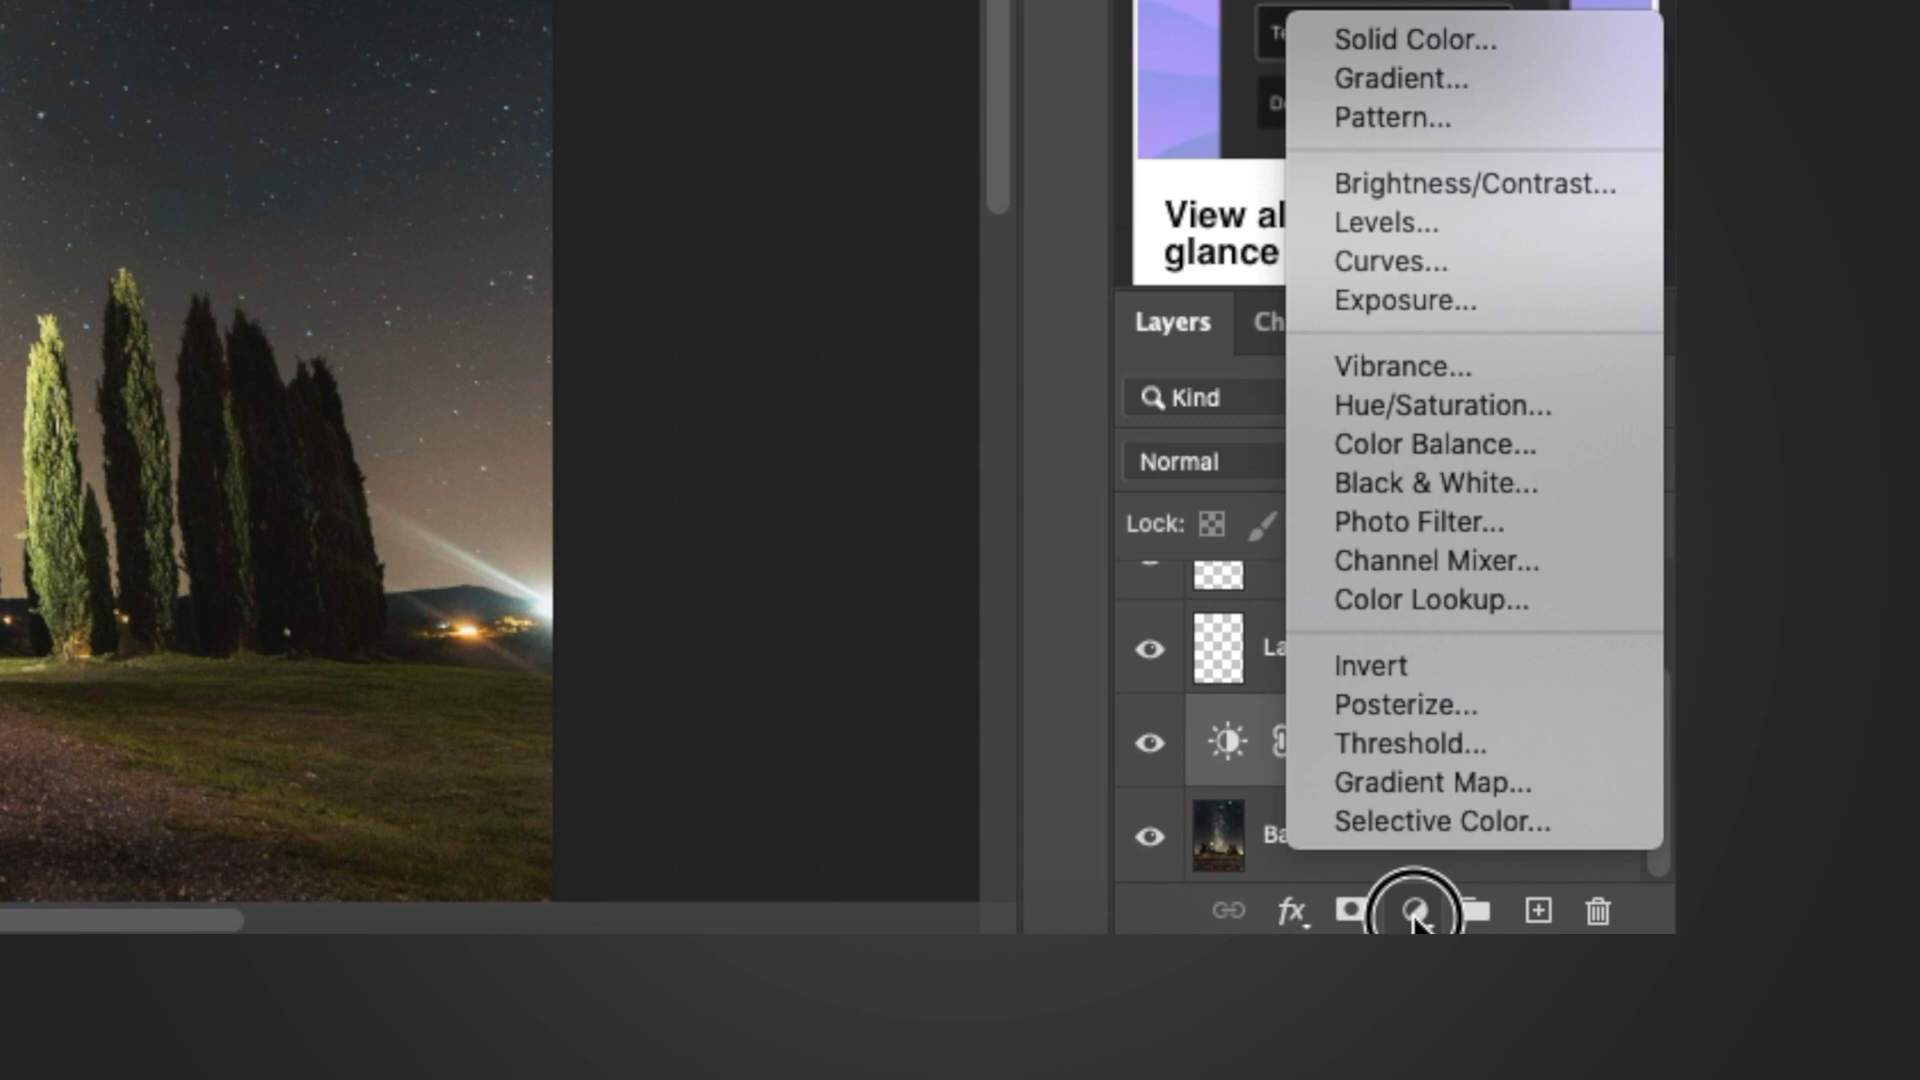 Solid Color...
Gradient...
Pattern...
Brightness/Contrast...
Levels...
Curves...
Exposure...
Vibrance...
Hue/Saturation...
Color Balance...
Black & White...
Photo Filter...
Channel Mixer...
Color Lookup...
Invert
Posterize...
Threshold...
Gradient Map...
Selective Color...
View al
glance
Layers Ch
Kind
Normal
Lock:
La
Ba
fx